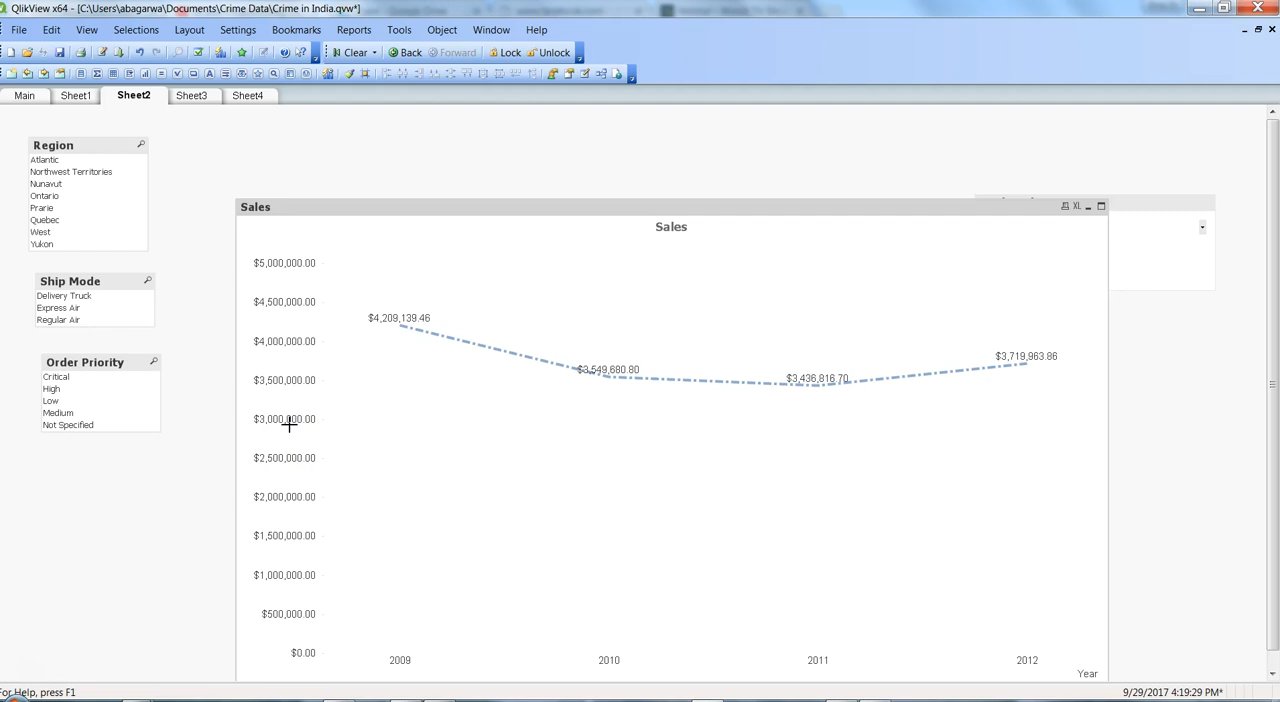 QlikView x64 - [C:\Users\abagarwa\Documents\Crime Data\Crime in India.qvw*]
File Edit View Selections Layout Settings Bookmarks Reports Tools Object Window Help
Clear Back Forward Lock Unlock
Main Sheet1 Sheet2 Sheet3 Sheet4
Region
Atlantic
Northwest Territories
Nunavut
Ontario
Prarie
Quebec
West
Yukon
Ship Mode
Delivery Truck
Express Air
Regular Air
Order Priority
Critical
High
Low
Medium
Not Specified
Sales XL
Sales
$5,000,000.00
$4,500,000.00
$4,000,000.00
$3,500,000.00
$3,000,000.00
$2,500,000.00
$2,000,000.00
$1,500,000.00
$1,000,000.00
$500,000.00
$0.00
$4,209,139.46
$3,549,680.80
$3,436,816.70
$3,719,963.86
2009 2010 2011 2012
Year
For Help, press F1
9/29/2017 4:19:29 PM*